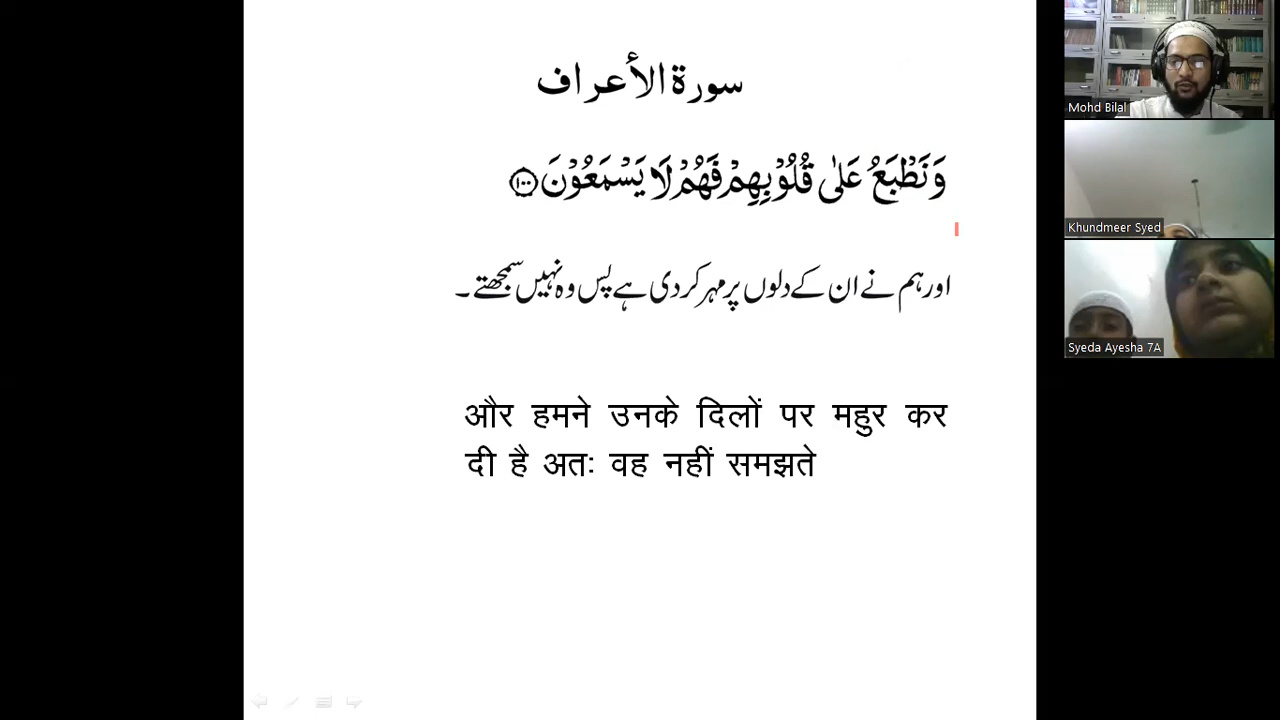 سورة الأعراف
وَنَطْبَعُ عَلٰى قُلُوْبِهِمْ فَهُمْ لَا يَسْمَعُوْنَ ۝١٠٠
اور ہم نے ان کے دلوں پر مہر کر دی ہے پس وہ نہیں سمجھتے ۔
और हमने उनके दिलों पर महुर कर
दी है अतः वह नहीं समझते
Mohd Bilal
Khundmeer Syed
Syeda Ayesha 7A